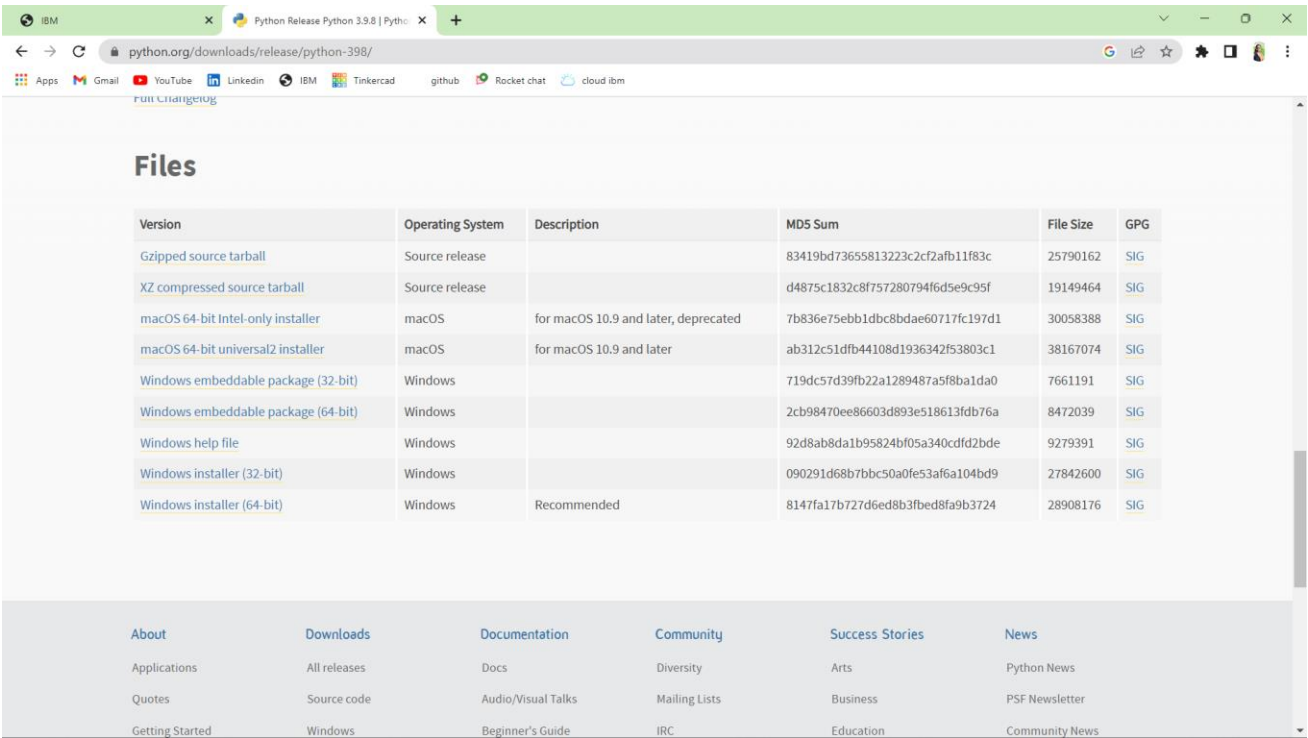 IBM Python Release Python 3.9.8 | Pytho
python.org/downloads/release/python-398/
Apps Gmail YouTube Linkedin IBM Tinkercad github Rocket chat cloud ibm
Full Changelog
Files
Version Operating System Description MD5 Sum File Size GPG
Gzipped source tarball Source release 83419bd73655813223c2cf2afb11f83c 25790162 SIG
XZ compressed source tarball Source release d4875c1832c8f757280794f6d5e9c95f 19149464 SIG
macOS 64-bit Intel-only installer macOS for macOS 10.9 and later, deprecated 7b836e75ebb1dbc8bdae60717fc197d1 30058388 SIG
macOS 64-bit universal2 installer macOS for macOS 10.9 and later ab312c51dfb44108d1936342f53803c1 38167074 SIG
Windows embeddable package (32-bit) Windows 719dc57d39fb22a1289487a5f8ba1da0 7661191 SIG
Windows embeddable package (64-bit) Windows 2cb98470ee86603d893e518613fdb76a 8472039 SIG
Windows help file Windows 92d8ab8da1b95824bf05a340cdfd2bde 9279391 SIG
Windows installer (32-bit) Windows 090291d68b7bbc50a0fe53af6a104bd9 27842600 SIG
Windows installer (64-bit) Windows Recommended 8147fa17b727d6ed8b3fbed8fa9b3724 28908176 SIG
About Downloads Documentation Community Success Stories News
Applications All releases Docs Diversity Arts Python News
Quotes Source code Audio/Visual Talks Mailing Lists Business PSF Newsletter
Getting Started Windows Beginner's Guide IRC Education Community News